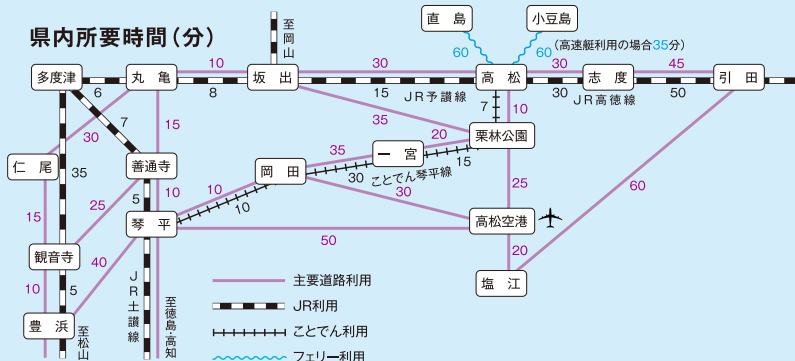 県内所要時間(分)
至岡山
直島
小豆島
60
60
(高速艇利用の場合35分)
多度津
丸亀
坂出
高松
志度
引田
10
30
30
45
6
8
15
JR予讃線
30
JR高徳線
50
7
10
30
7
15
35
栗林公園
仁尾
35
善通寺
岡田
35
一宮
20
15
30
ことでん琴平線
25
5
10
10
10
30
25
60
15
琴平
50
高松空港
20
観音寺
40
塩江
10
5
豊浜
至松山
JR土讃線
至徳島・高知
主要道路利用
JR利用
ことでん利用
フェリー利用